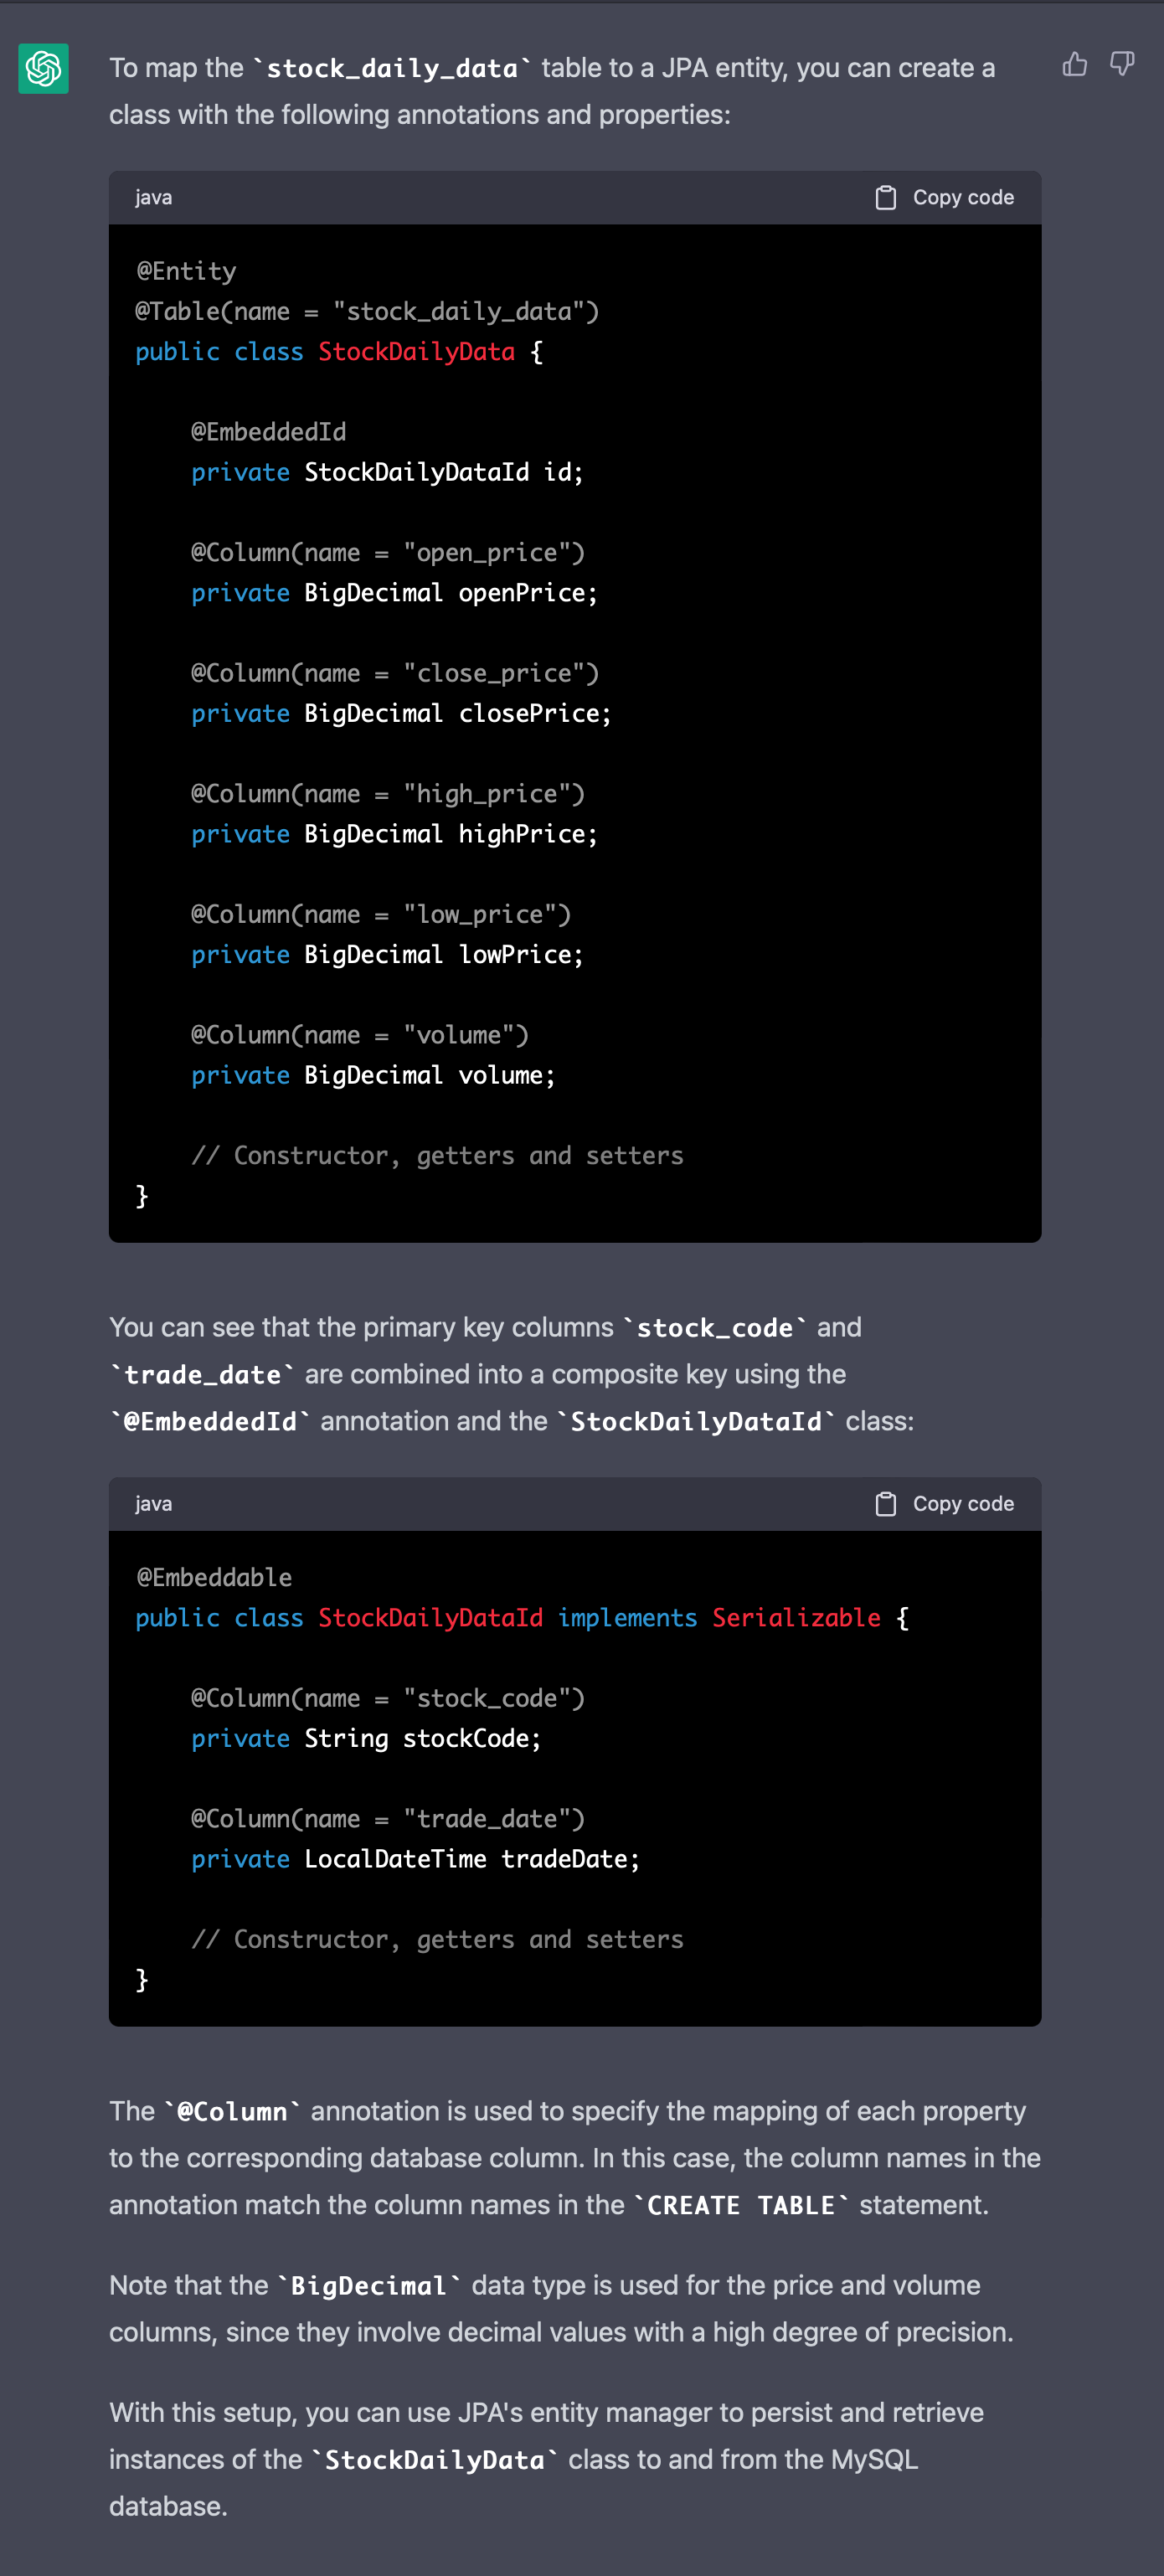 To map the `stock_daily_data` table to a JPA entity, you can create a
class with the following annotations and properties:
java
Copy code
@Entity
@Table(name = "stock_daily_data")
public class StockDailyData {
@EmbeddedId
private StockDailyDataId id;
@Column(name = "open_price")
private BigDecimal openPrice;
@Column(name = "close_price")
private BigDecimal closePrice;
@Column(name = "high_price")
private BigDecimal highPrice;
@Column(name = "low_price")
private BigDecimal lowPrice;
@Column(name = "volume")
private BigDecimal volume;
// Constructor, getters and setters
}
You can see that the primary key columns `stock_code` and
`trade_date` are combined into a composite key using the
`@EmbeddedId` annotation and the `StockDailyDataId` class:
java
Copy code
@Embeddable
public class StockDailyDataId implements Serializable {
@Column(name = "stock_code")
private String stockCode;
@Column(name = "trade_date")
private LocalDateTime tradeDate;
// Constructor, getters and setters
}
The `@Column` annotation is used to specify the mapping of each property
to the corresponding database column. In this case, the column names in the
annotation match the column names in the `CREATE TABLE` statement.
Note that the `BigDecimal` data type is used for the price and volume
columns, since they involve decimal values with a high degree of precision.
With this setup, you can use JPA's entity manager to persist and retrieve
instances of the `StockDailyData` class to and from the MySQL
database.